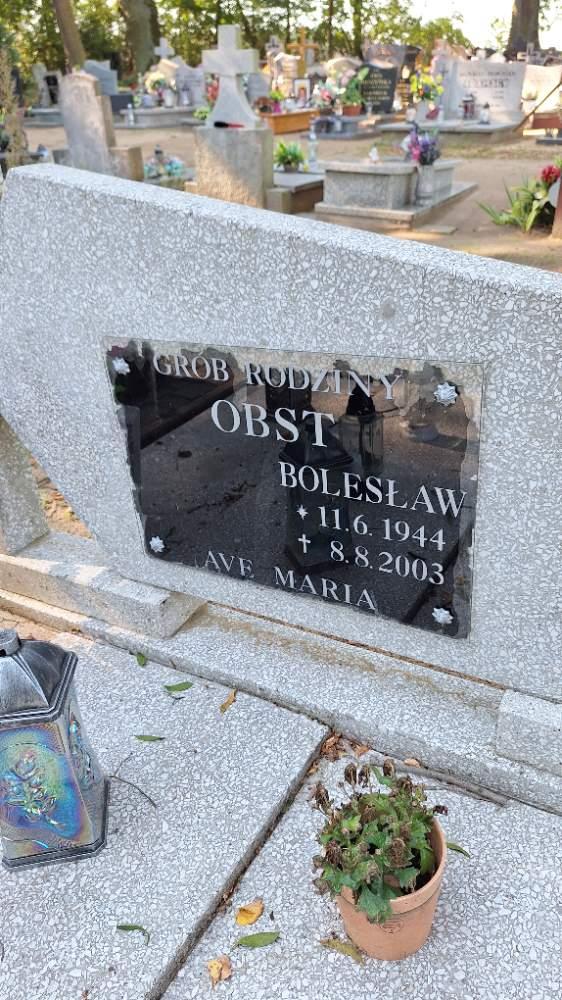 GRÓB RODZINY
OBST
BOLESŁAW
* 11.6.1944
† 8.8.2003
AVE MARIA